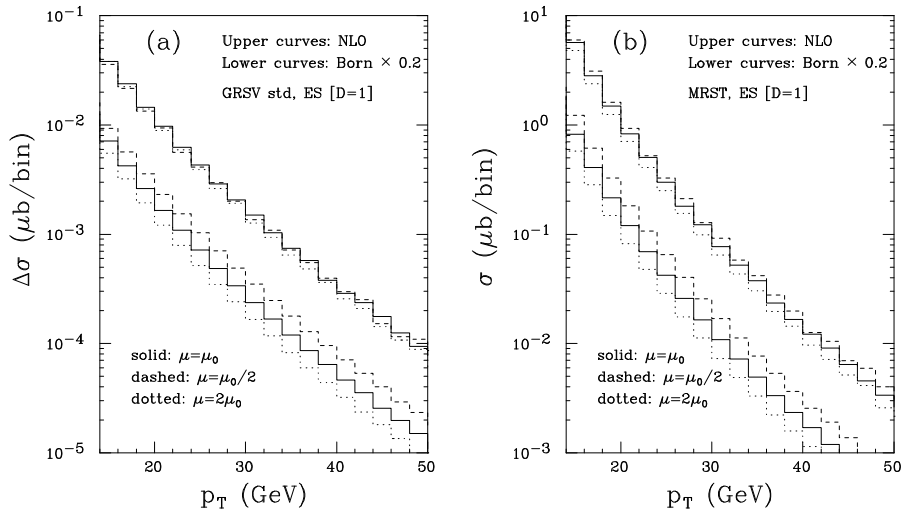 (a)
Upper curves: NLO
Lower curves: Born × 0.2
GRSV std, ES [D=1]
solid: μ=μ₀
dashed: μ=μ₀/2
dotted: μ=2μ₀
Δσ (μb/bin)
10⁻¹
10⁻²
10⁻³
10⁻⁴
10⁻⁵
20 30 40 50
p_T (GeV)
(b)
Upper curves: NLO
Lower curves: Born × 0.2
MRST, ES [D=1]
solid: μ=μ₀
dashed: μ=μ₀/2
dotted: μ=2μ₀
σ (μb/bin)
10¹
10⁰
10⁻¹
10⁻²
10⁻³
20 30 40 50
p_T (GeV)